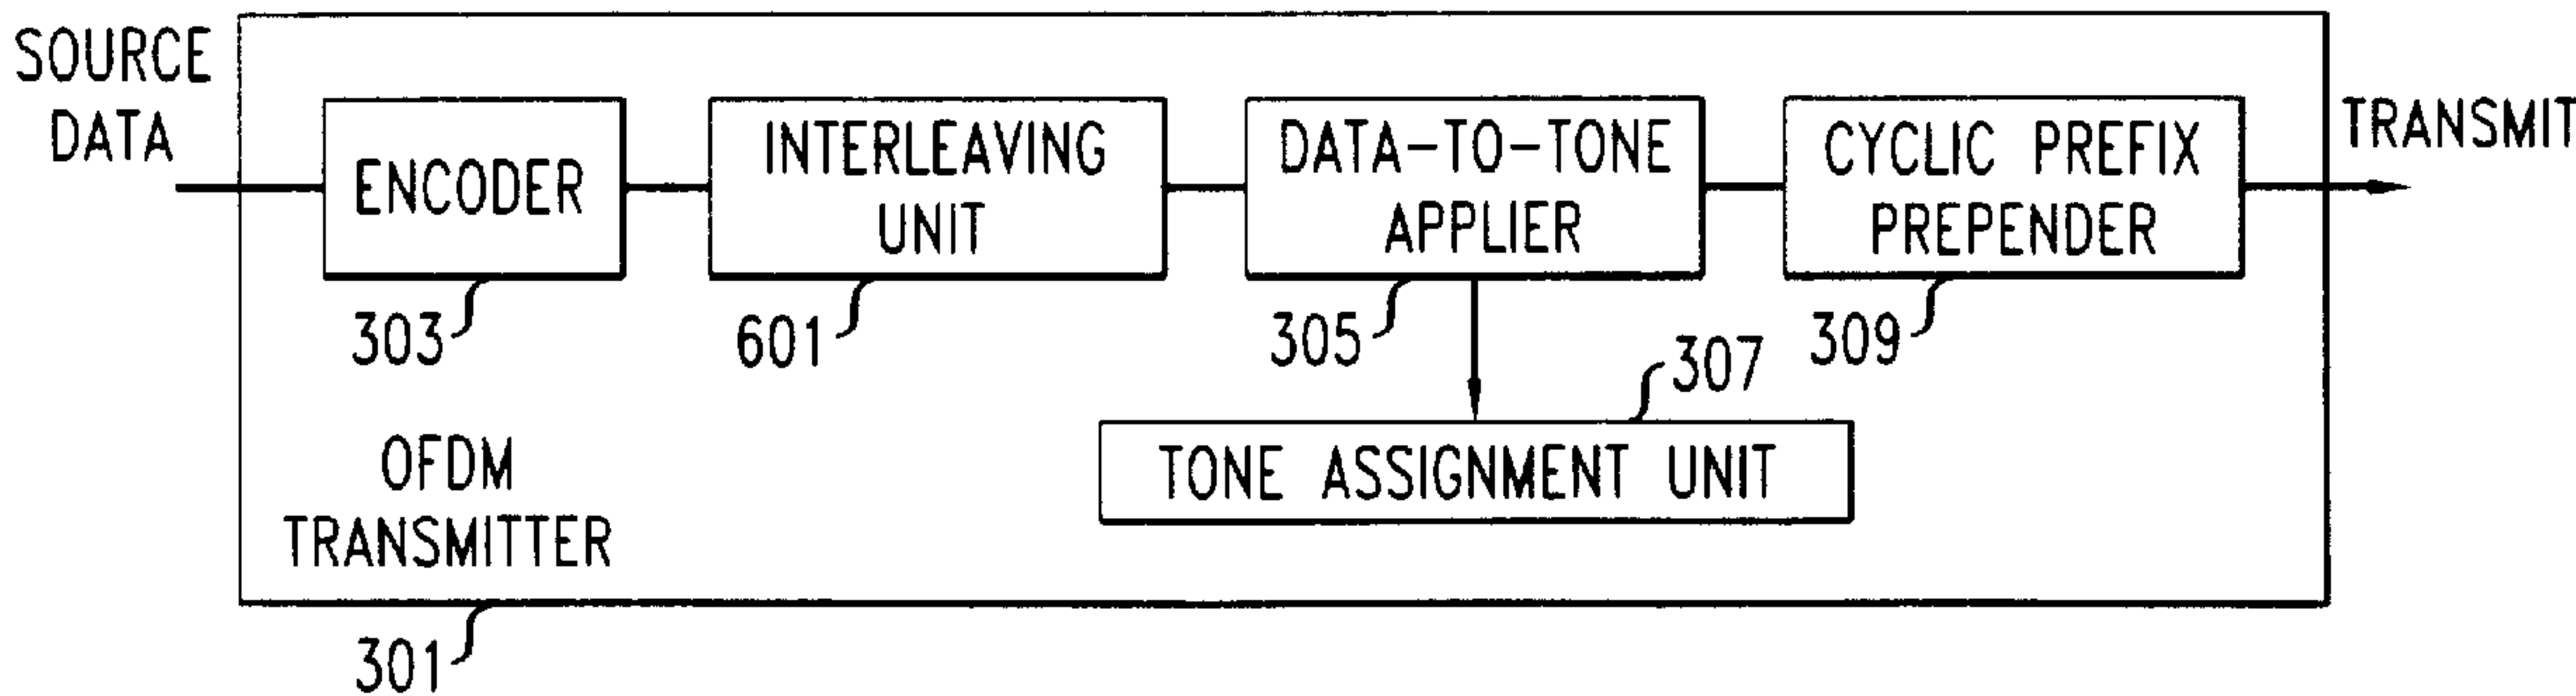 SOURCE
DATA
ENCODER
303
INTERLEAVING
UNIT
601
DATA-TO-TONE
APPLIER
305
CYCLIC PREFIX
PREPENDER
309
TRANSMIT
307
TONE ASSIGNMENT UNIT
OFDM
TRANSMITTER
301